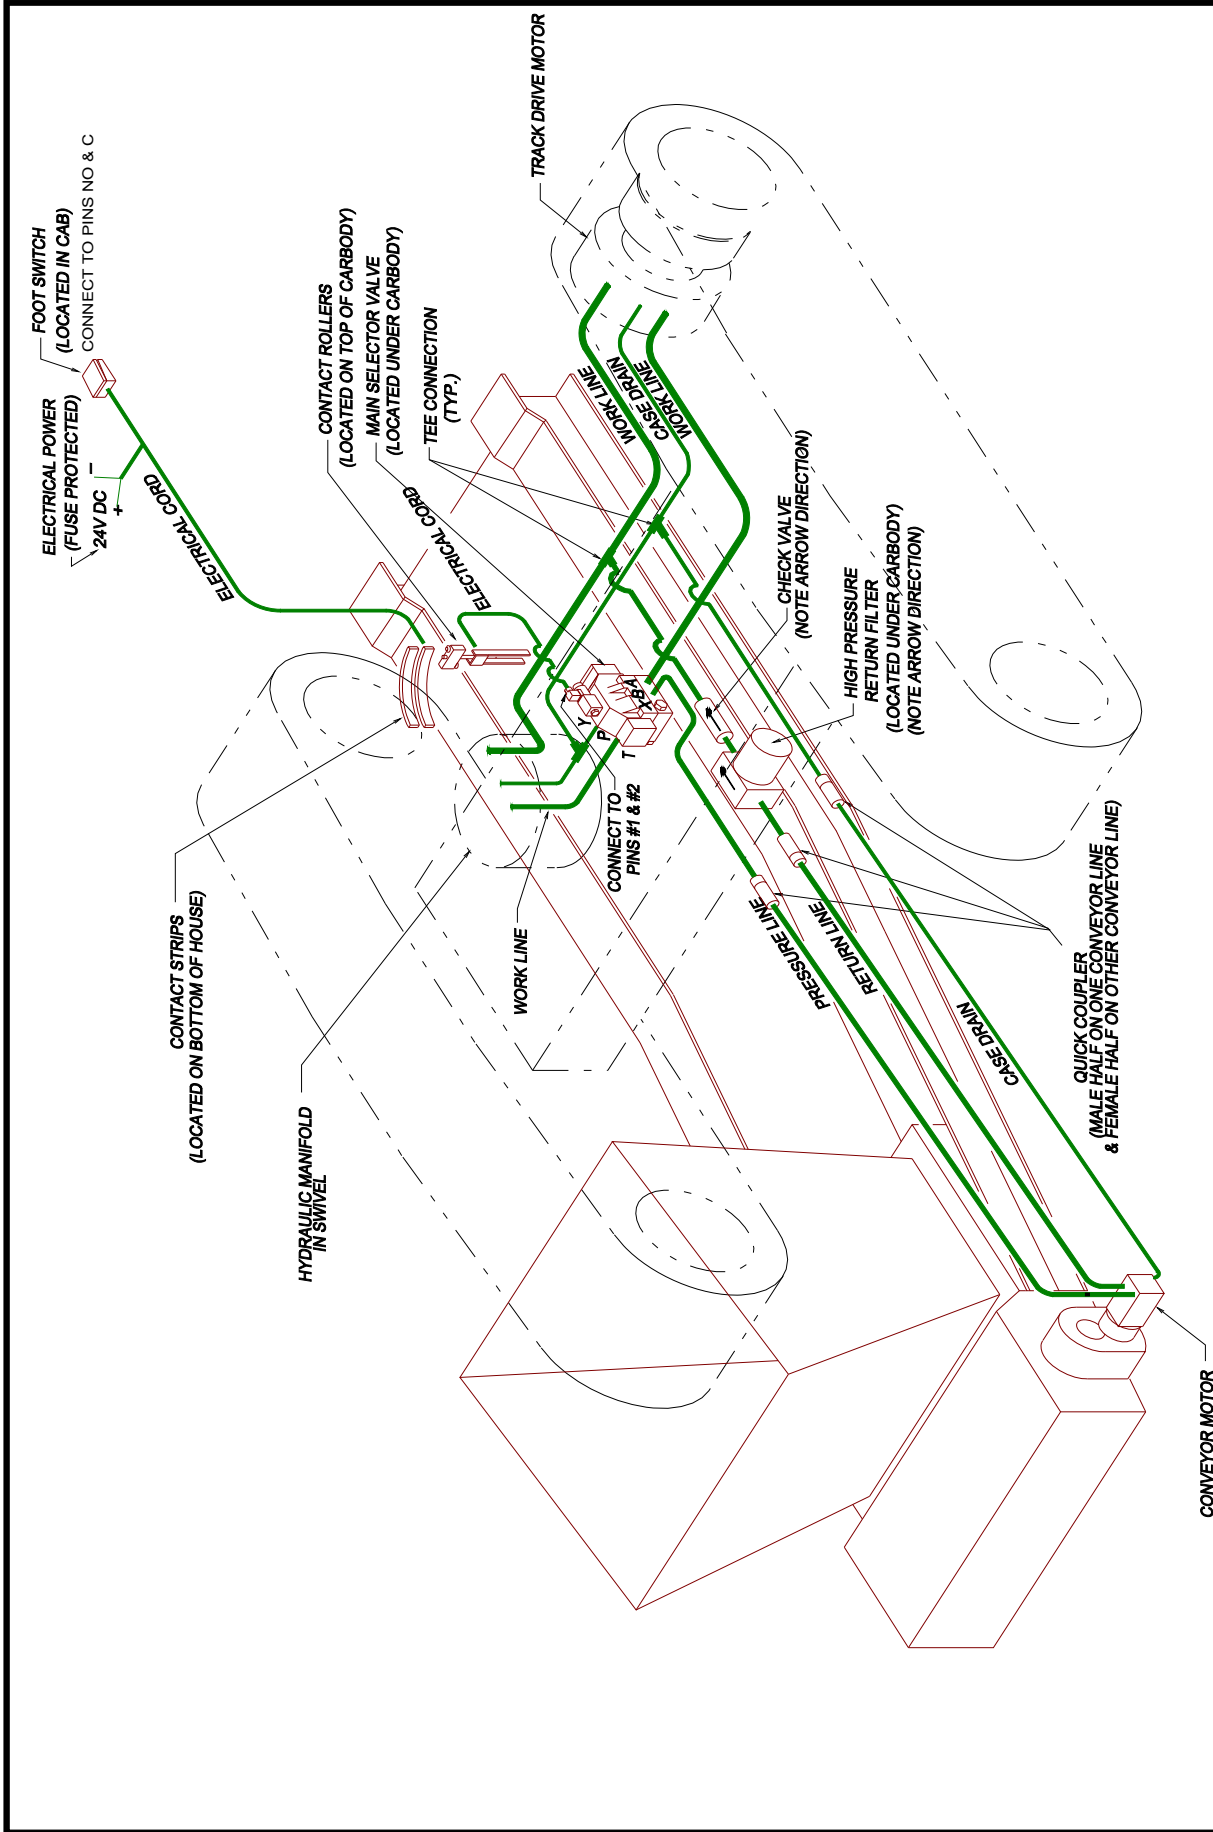 FOOT SWITCH
(LOCATED IN CAB)
CONNECT TO PINS NO & C
ELECTRICAL POWER
(FUSE PROTECTED)
24V DC
+ –
ELECTRICAL CORD
TRACK DRIVE MOTOR
CONTACT ROLLERS
(LOCATED ON TOP OF CARBODY)
MAIN SELECTOR VALVE
(LOCATED UNDER CARBODY)
TEE CONNECTION
(TYP.)
ELECTRICAL CORD
WORK LINE
CASE DRAIN
WORK LINE
CHECK VALVE
(NOTE ARROW DIRECTION)
HIGH PRESSURE
RETURN FILTER
(LOCATED UNDER CARBODY)
(NOTE ARROW DIRECTION)
Y
P
T
X
B
A
CONNECT TO
PINS #1 & #2
CONTACT STRIPS
(LOCATED ON BOTTOM OF HOUSE)
WORK LINE
HYDRAULIC MANIFOLD
IN SWIVEL
PRESSURE LINE
RETURN LINE
CASE DRAIN
QUICK COUPLER
(MALE HALF ON ONE CONVEYOR LINE
& FEMALE HALF ON OTHER CONVEYOR LINE)
CONVEYOR MOTOR